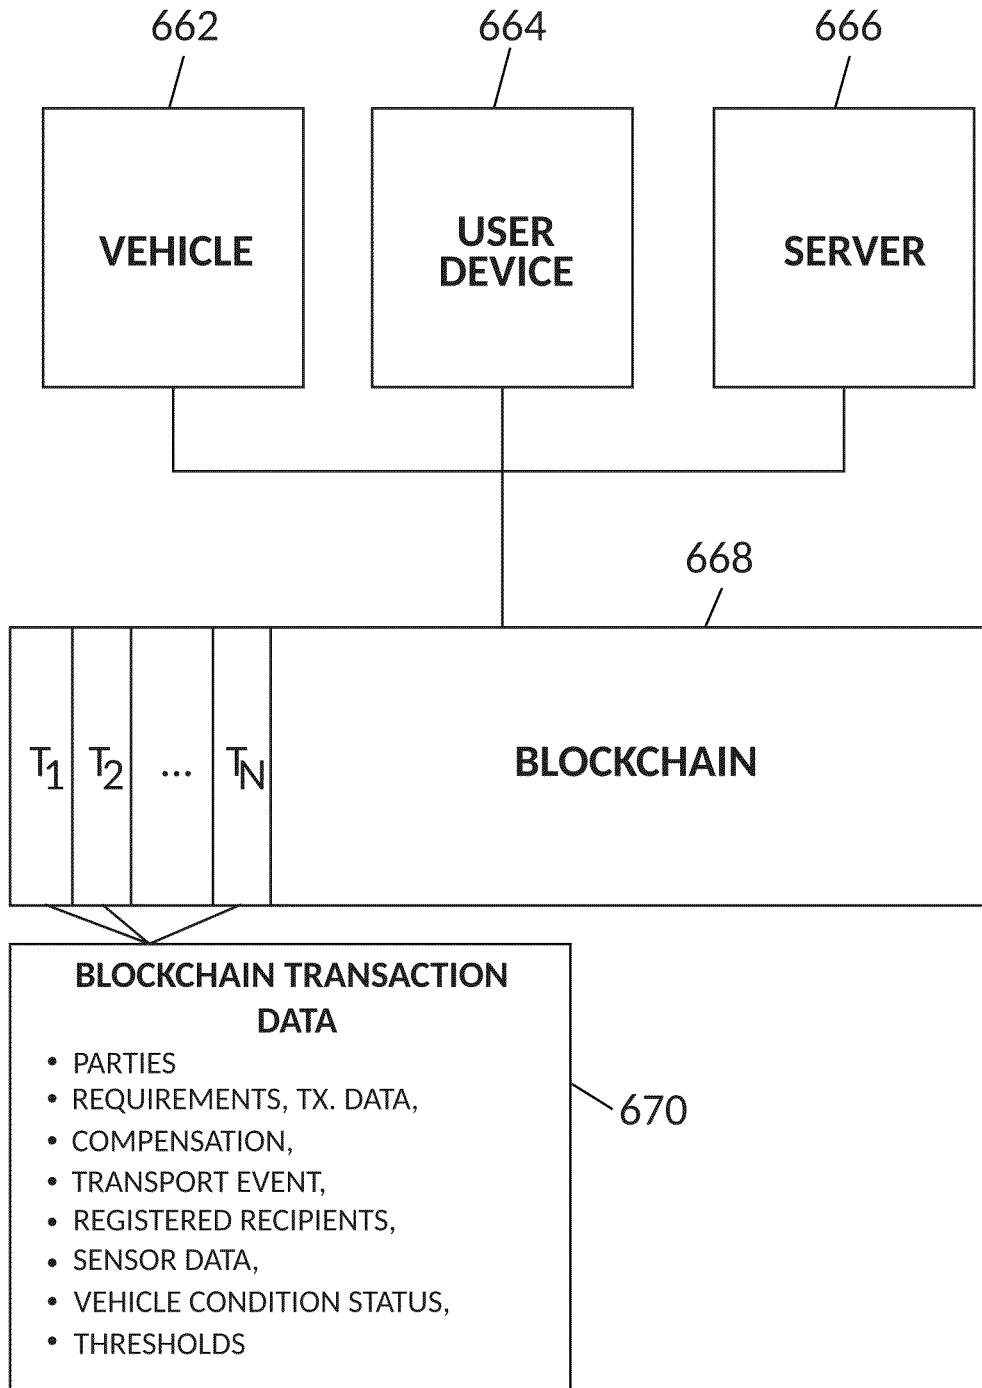 662 664 666
VEHICLE
USER
DEVICE
SERVER
668
T1 T2 ... TN BLOCKCHAIN
BLOCKCHAIN TRANSACTION
DATA
• PARTIES
• REQUIREMENTS, TX. DATA,
• COMPENSATION,
• TRANSPORT EVENT,
• REGISTERED RECIPIENTS,
• SENSOR DATA,
• VEHICLE CONDITION STATUS,
• THRESHOLDS
670